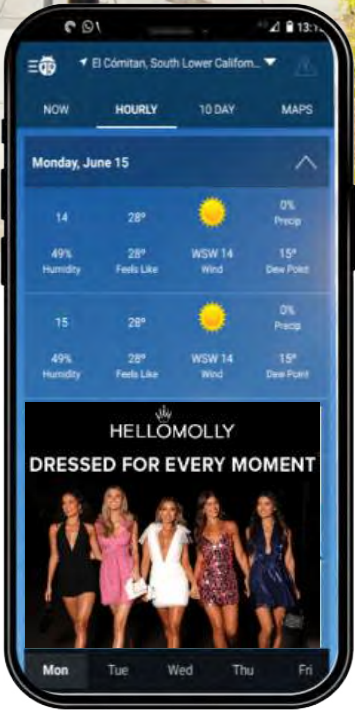 13:1
El Cómitan, South Lower Californ...
NOW HOURLY 10 DAY MAPS
Monday, June 15
14 28° 0% Precip
49% Humidity 28° Feels Like WSW 14 Wind 15° Dew Point
15 28° 0% Precip
49% Humidity 28° Feels Like WSW 14 Wind 15° Dew Point
HELLOMOLLY
DRESSED FOR EVERY MOMENT
Mon Tue Wed Thu Fri